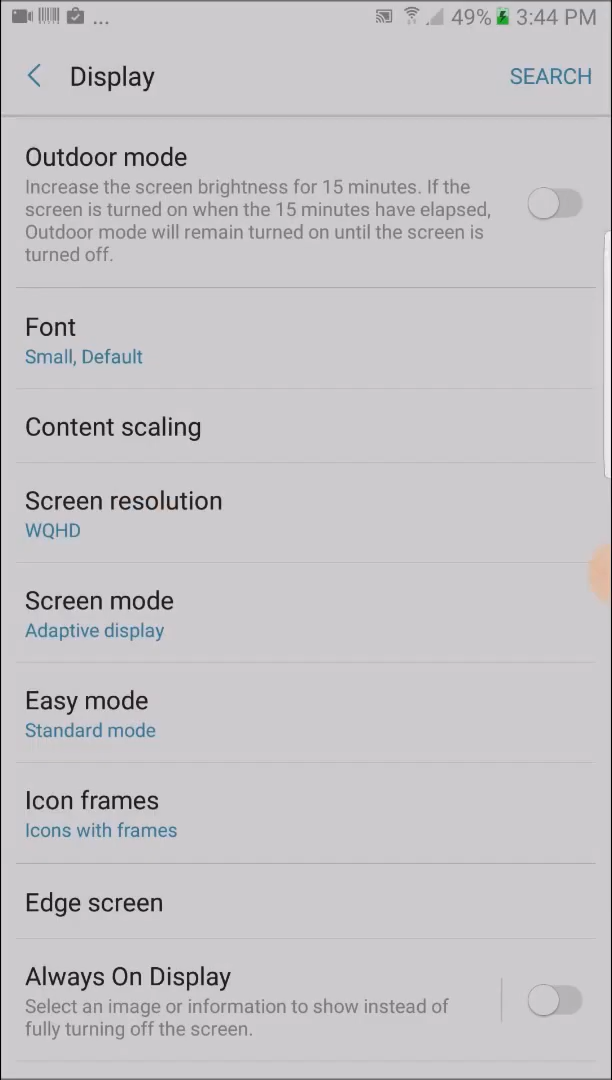 ... 49% 3:44 PM
Display SEARCH
Outdoor mode
Increase the screen brightness for 15 minutes. If the
screen is turned on when the 15 minutes have elapsed,
Outdoor mode will remain turned on until the screen is
turned off.
Font
Small, Default
Content scaling
Screen resolution
WQHD
Screen mode
Adaptive display
Easy mode
Standard mode
Icon frames
Icons with frames
Edge screen
Always On Display
Select an image or information to show instead of
fully turning off the screen.